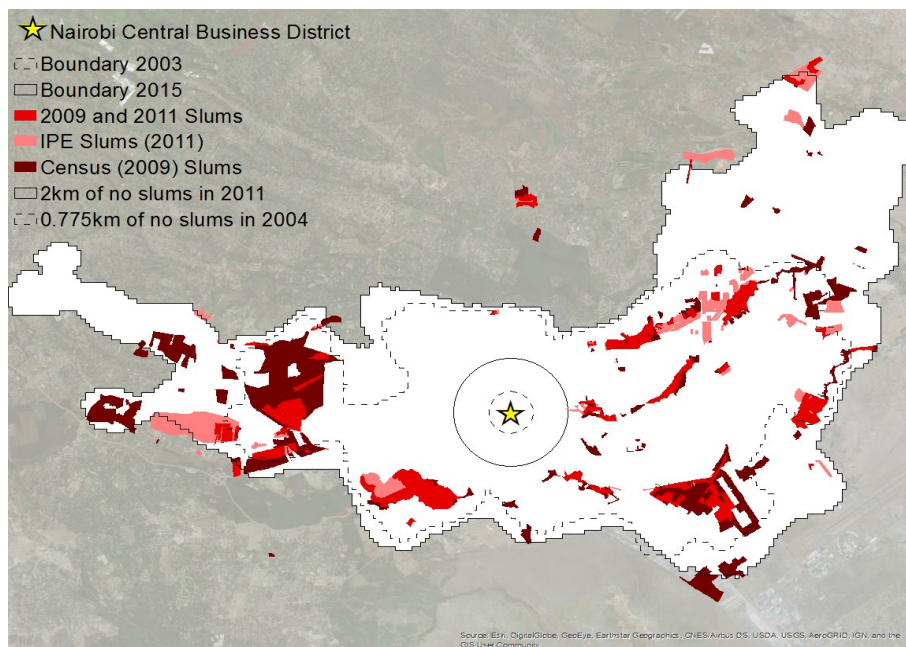 Nairobi Central Business District
Boundary 2003
Boundary 2015
2009 and 2011 Slums
IPE Slums (2011)
Census (2009) Slums
2km of no slums in 2011
0.775km of no slums in 2004
Source: Esri, DigitalGlobe, GeoEye, Earthstar Geographics, CNES/Airbus DS, USDA, USGS, AeroGRID, IGN, and the
GIS User Community